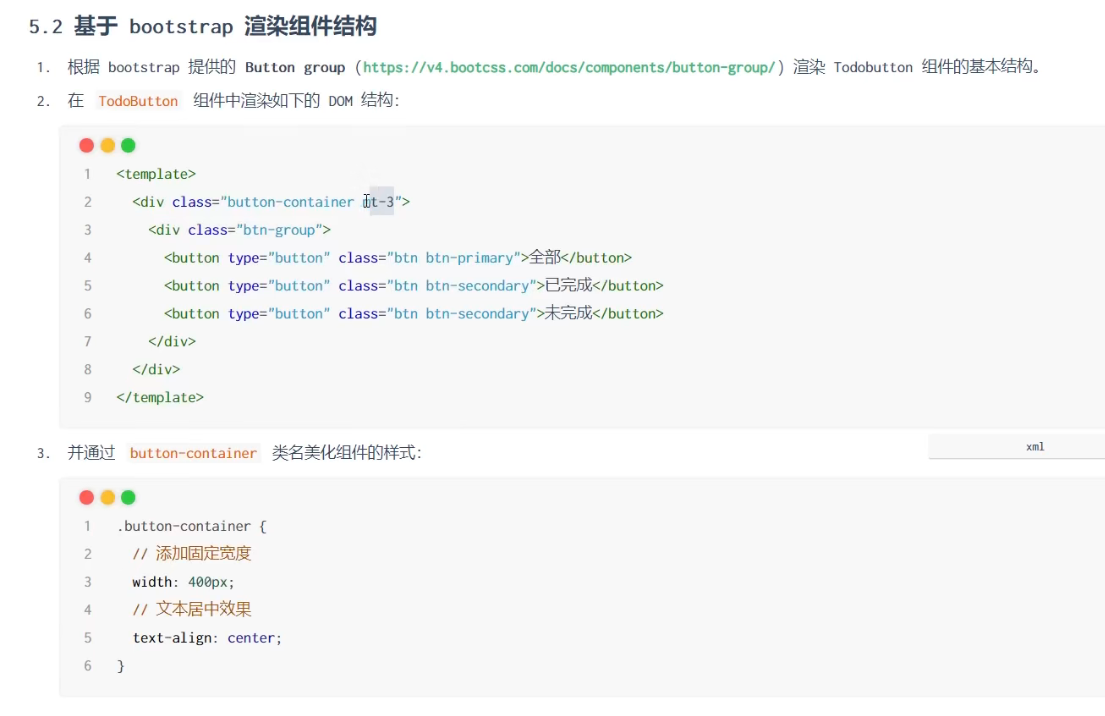 5.2 基于 bootstrap 渲染组件结构
1. 根据 bootstrap 提供的 Button group (https://v4.bootcss.com/docs/components/button-group/) 渲染 Todobutton 组件的基本结构。
2. 在 TodoButton 组件中渲染如下的 DOM 结构:
1 <template>
2 <div class="button-container mt-3">
3 <div class="btn-group">
4 <button type="button" class="btn btn-primary">全部</button>
5 <button type="button" class="btn btn-secondary">已完成</button>
6 <button type="button" class="btn btn-secondary">未完成</button>
7 </div>
8 </div>
9 </template>
xml
3. 并通过 button-container 类名美化组件的样式:
1 .button-container {
2 // 添加固定宽度
3 width: 400px;
4 // 文本居中效果
5 text-align: center;
6 }